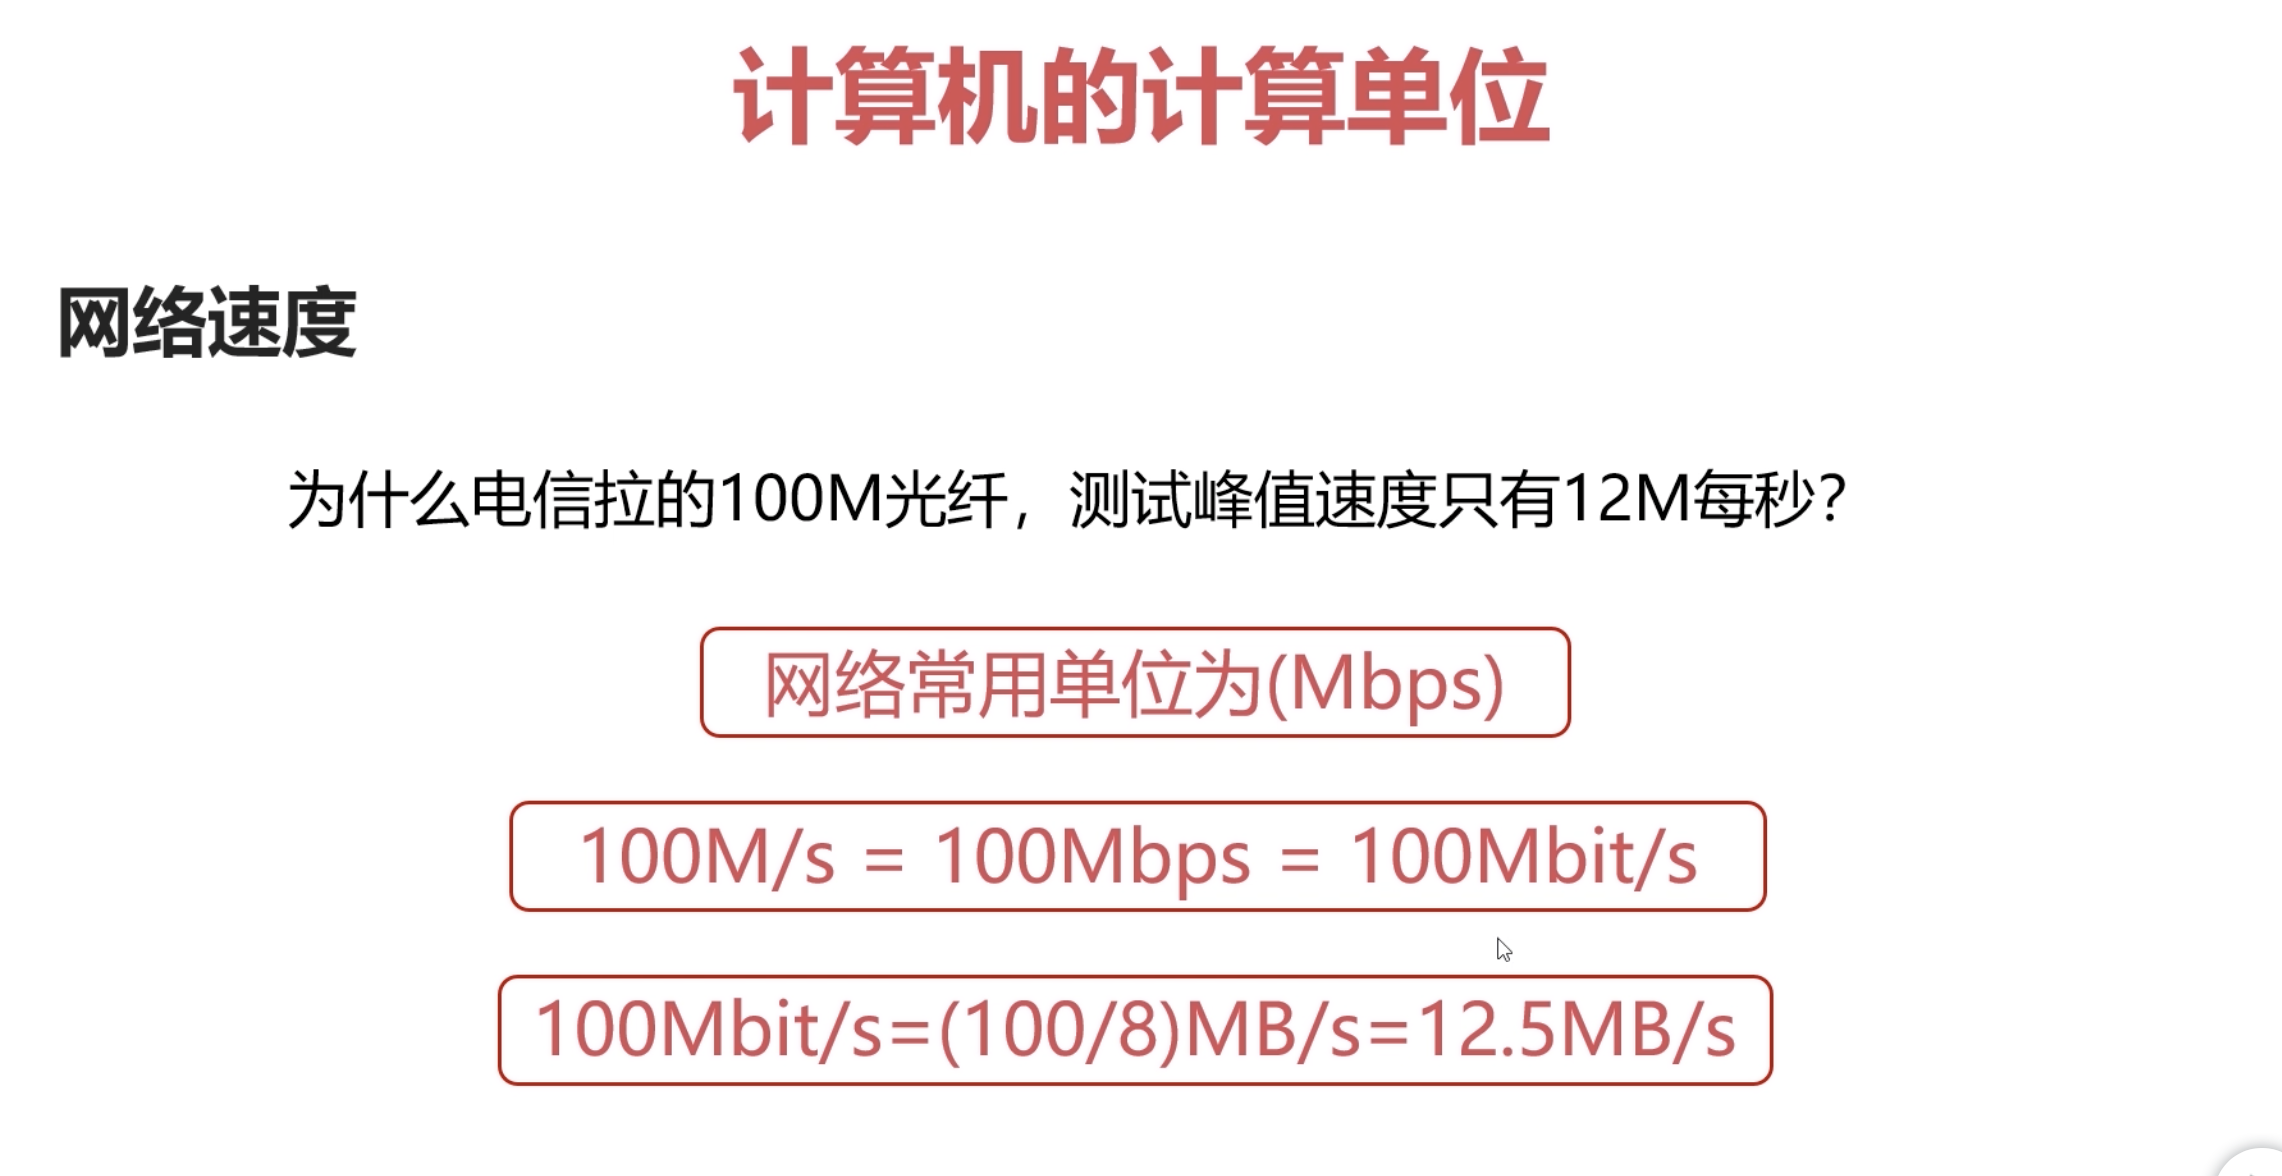 计算机的计算单位
网络速度
为什么电信拉的100M光纤，测试峰值速度只有12M每秒？
网络常用单位为(Mbps)
100M/s = 100Mbps = 100Mbit/s
100Mbit/s=(100/8)MB/s=12.5MB/s